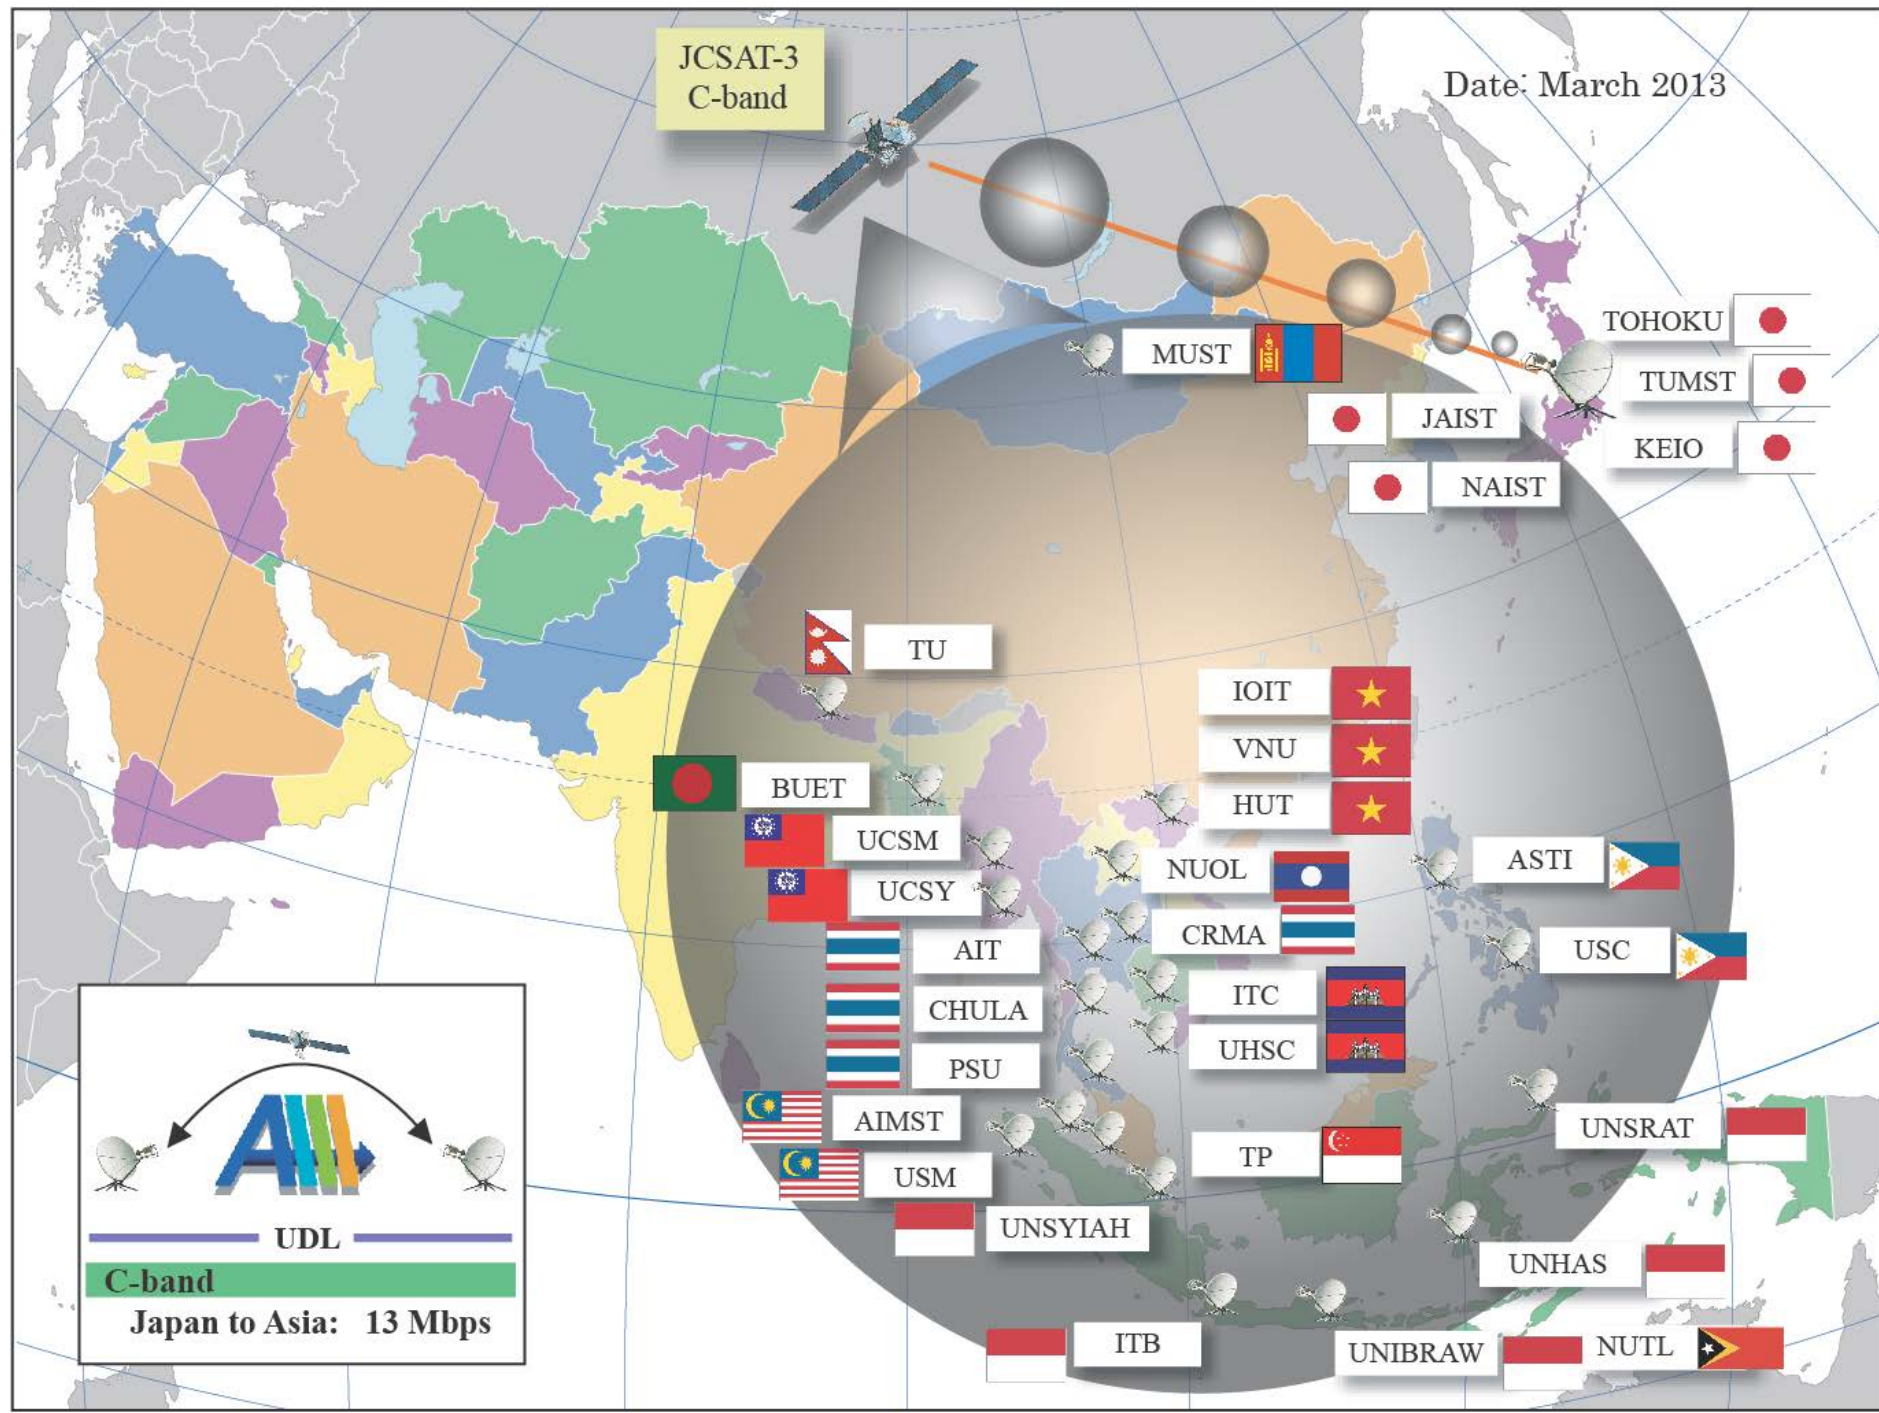 JCSAT-3
C-band
Date: March 2013
TOHOKU
MUST
TUMST
JAIST
KEIO
NAIST
TU
IOIT
VNU
BUET
HUT
UCSM
ASTI
NUOL
UCSY
CRMA
USC
AIT
ITC
CHULA
UHSC
PSU
AIMST
UNSRAT
TP
USM
UNSYIAH
UNHAS
ITB
UNIBRAW
NUTL
AI
UDL
C-band
Japan to Asia: 13 Mbps